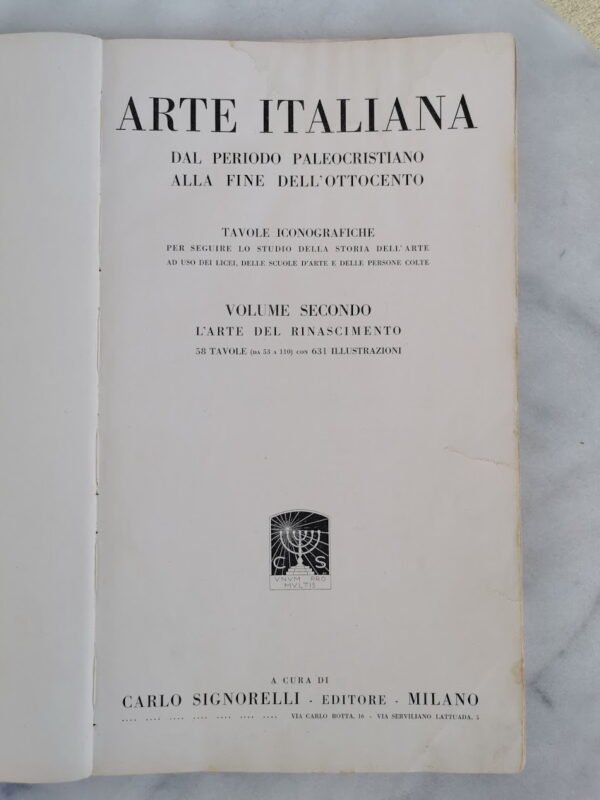 ARTE ITALIANA
DAL PERIODO PALEOCRISTIANO
ALLA FINE DELL'OTTOCENTO
TAVOLE ICONOGRAFICHE
PER SEGUIRE LO STUDIO DELLA STORIA DELL'ARTE
AD USO DEI LICEI, DELLE SCUOLE D'ARTE E DELLE PERSONE COLTE
VOLUME SECONDO
L'ARTE DEL RINASCIMENTO
58 TAVOLE (DA 53 A 110) CON 631 ILLUSTRAZIONI
C S
VNVM PRO
MVLTIS
A CURA DI
CARLO SIGNORELLI - EDITORE - MILANO
.... .... .... .... .... .... .... VIA CARLO BOTTA, 16 - VIA SERVILIANO LATTUADA, 5